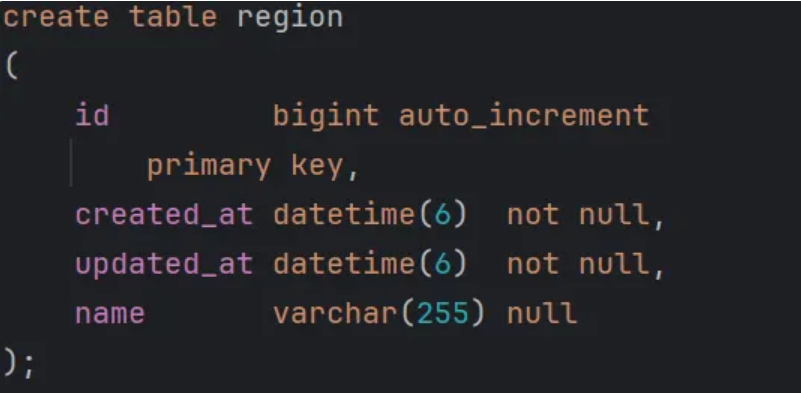 create table region
(
    id         bigint auto_increment
        primary key,
    created_at datetime(6)  not null,
    updated_at datetime(6)  not null,
    name       varchar(255) null
);